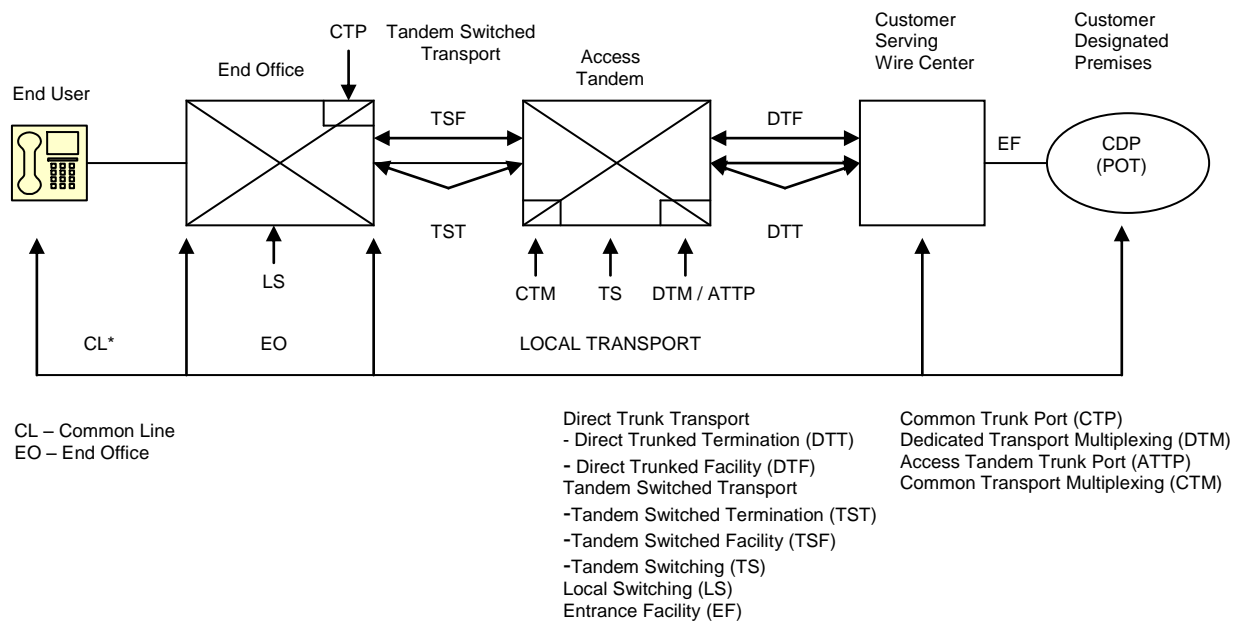 CTP
Tandem Switched
Transport
Customer
Serving
Wire Center
Customer
Designated
Premises
End Office
Access
Tandem
End User
TSF
DTF
EF
CDP
(POT)
TST
DTT
LS
CTM
TS
DTM / ATTP
CL*
EO
LOCAL TRANSPORT
CL – Common Line
EO – End Office
Direct Trunk Transport
- Direct Trunked Termination (DTT)
- Direct Trunked Facility (DTF)
Tandem Switched Transport
-Tandem Switched Termination (TST)
-Tandem Switched Facility (TSF)
-Tandem Switching (TS)
Local Switching (LS)
Entrance Facility (EF)
Common Trunk Port (CTP)
Dedicated Transport Multiplexing (DTM)
Access Tandem Trunk Port (ATTP)
Common Transport Multiplexing (CTM)